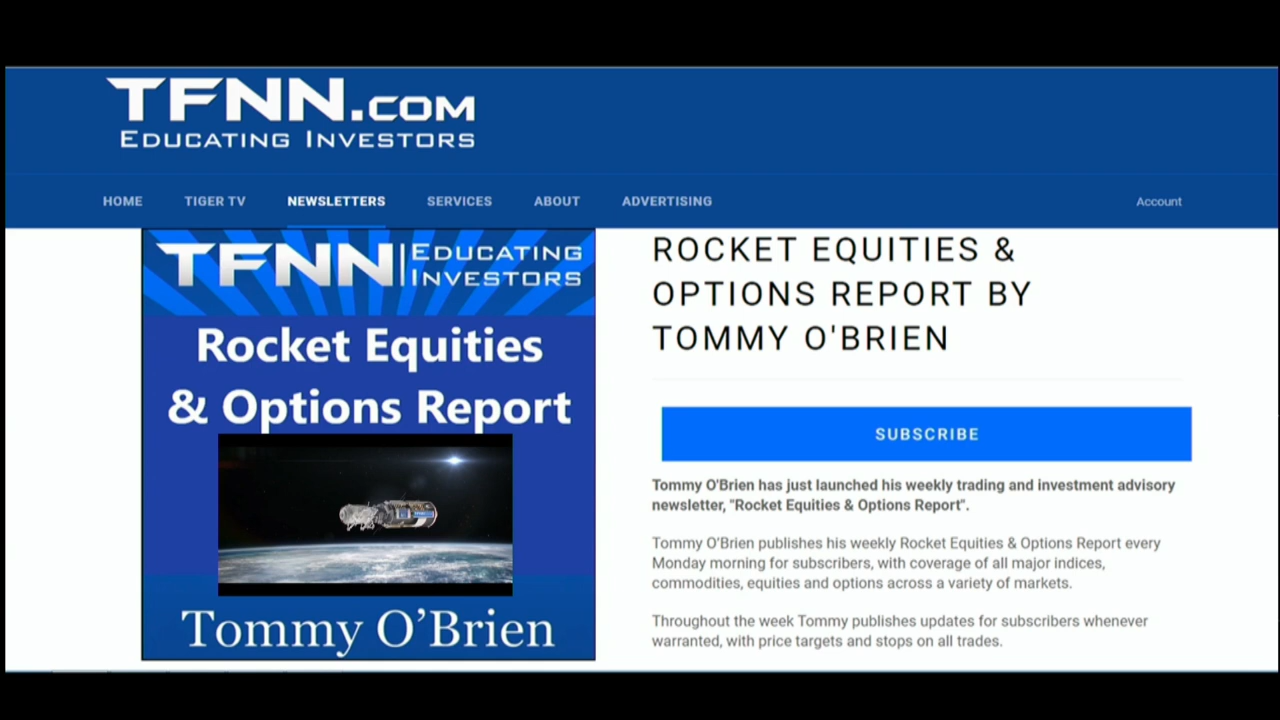 TFNN.COM
EDUCATING INVESTORS
HOME TIGER TV NEWSLETTERS SERVICES ABOUT ADVERTISING Account
TFNN EDUCATING
INVESTORS
Rocket Equities
& Options Report
Tommy O’Brien
ROCKET EQUITIES &
OPTIONS REPORT BY
TOMMY O'BRIEN
SUBSCRIBE
Tommy O'Brien has just launched his weekly trading and investment advisory
newsletter, "Rocket Equities & Options Report".
Tommy O'Brien publishes his weekly Rocket Equities & Options Report every
Monday morning for subscribers, with coverage of all major indices,
commodities, equities and options across a variety of markets.
Throughout the week Tommy publishes updates for subscribers whenever
warranted, with price targets and stops on all trades.